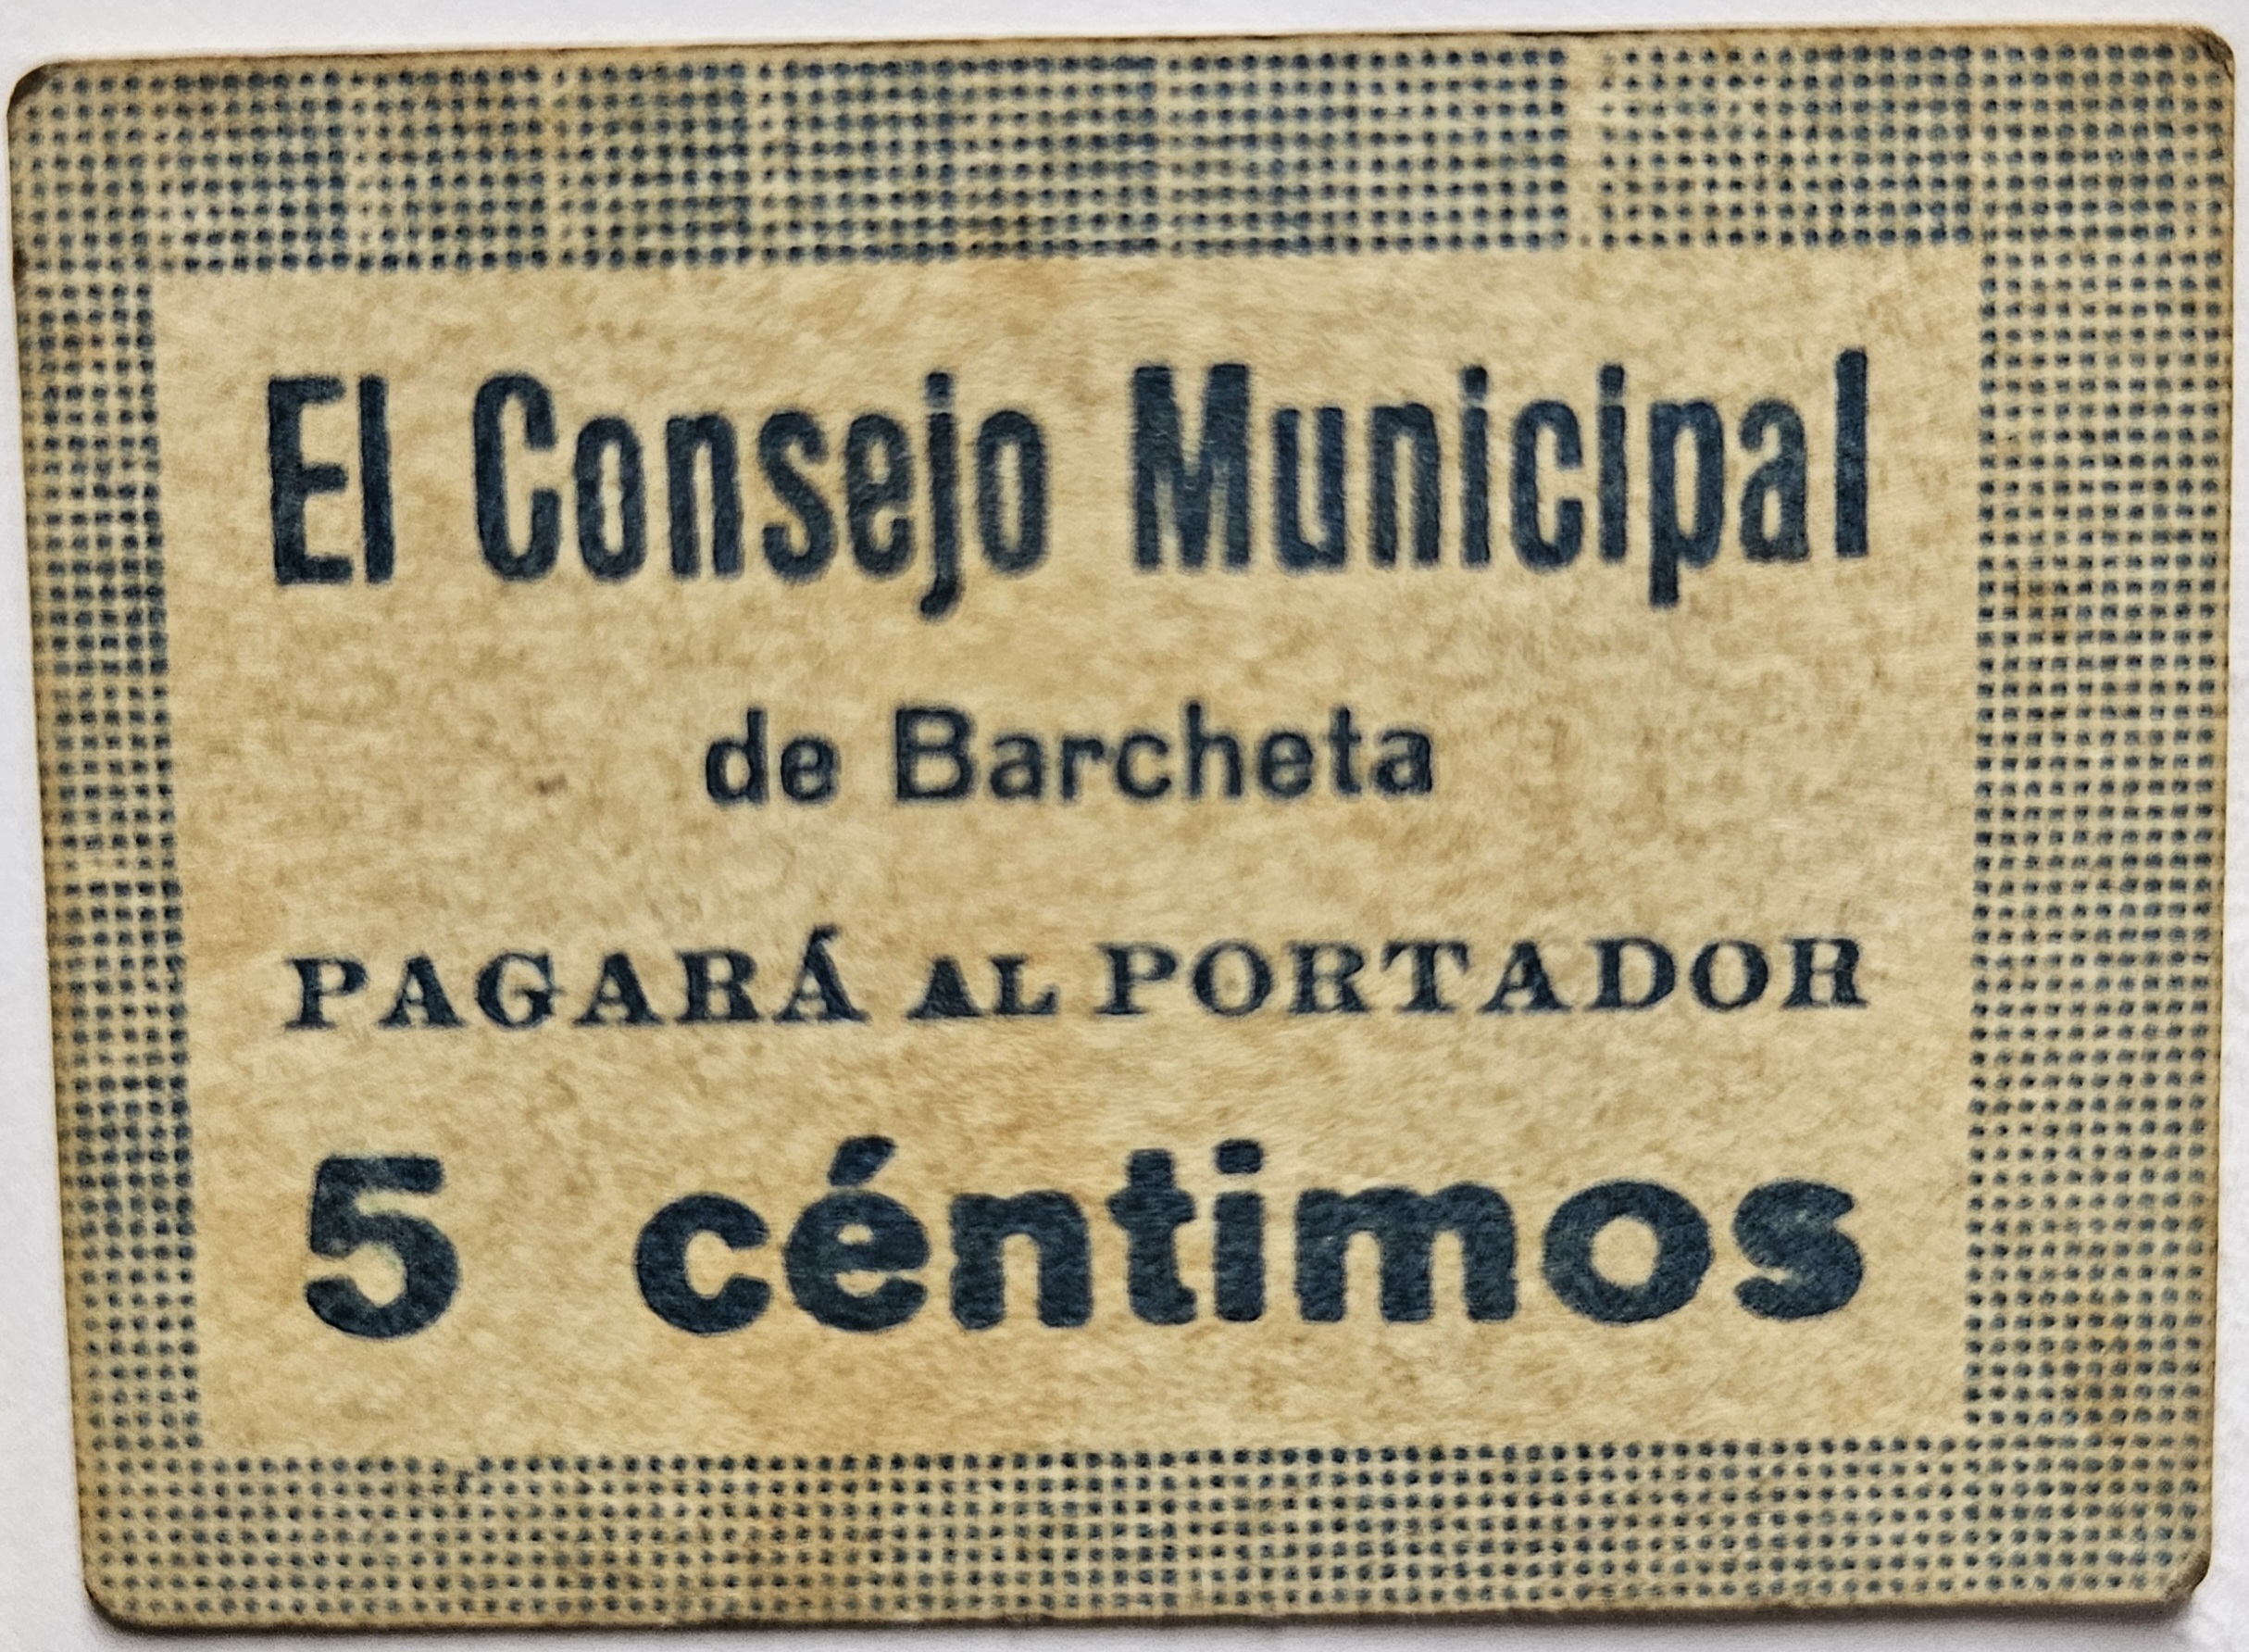 El Consejo Municipal
de Barcheta
PAGARÁ AL PORTADOR
5 céntimos